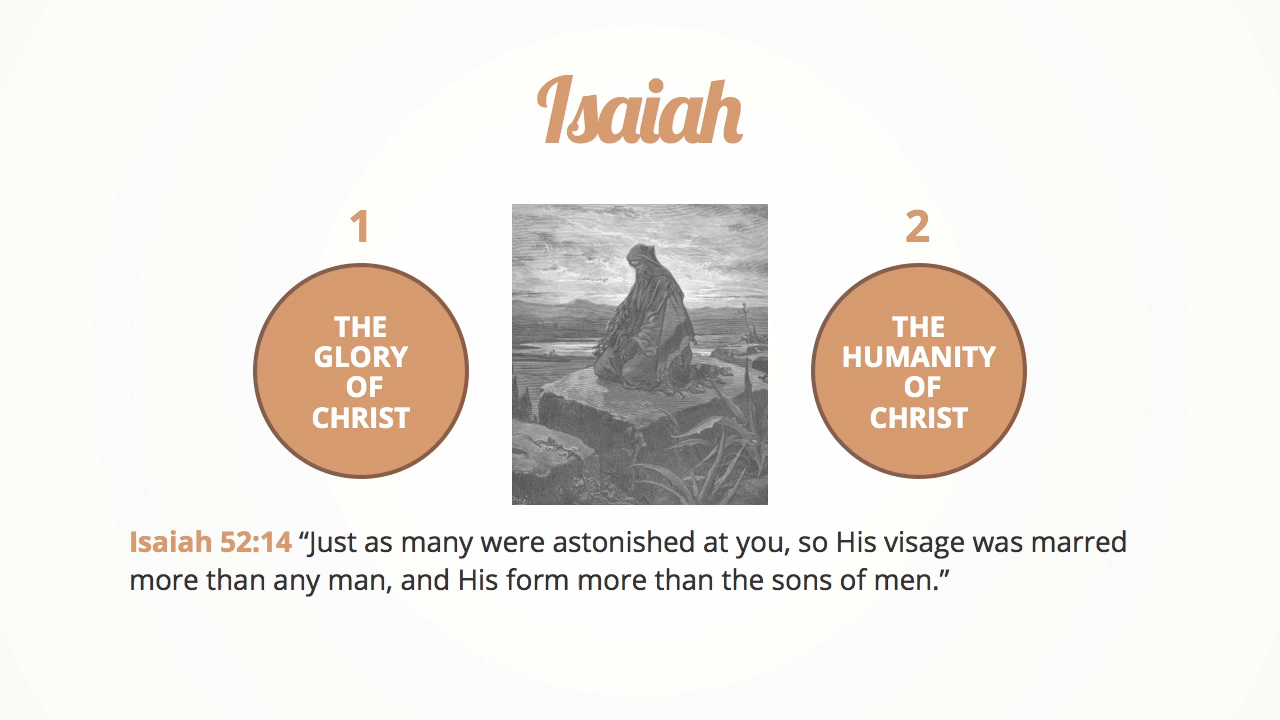 Isaiah
1
THE
GLORY
OF
CHRIST
2
THE
HUMANITY
OF
CHRIST
Isaiah 52:14 “Just as many were astonished at you, so His visage was marred
more than any man, and His form more than the sons of men.”